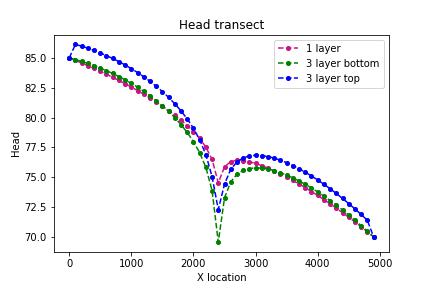 Head transect
1 layer
3 layer bottom
3 layer top
Head
85.0
82.5
80.0
77.5
75.0
72.5
70.0
0 1000 2000 3000 4000 5000
X location